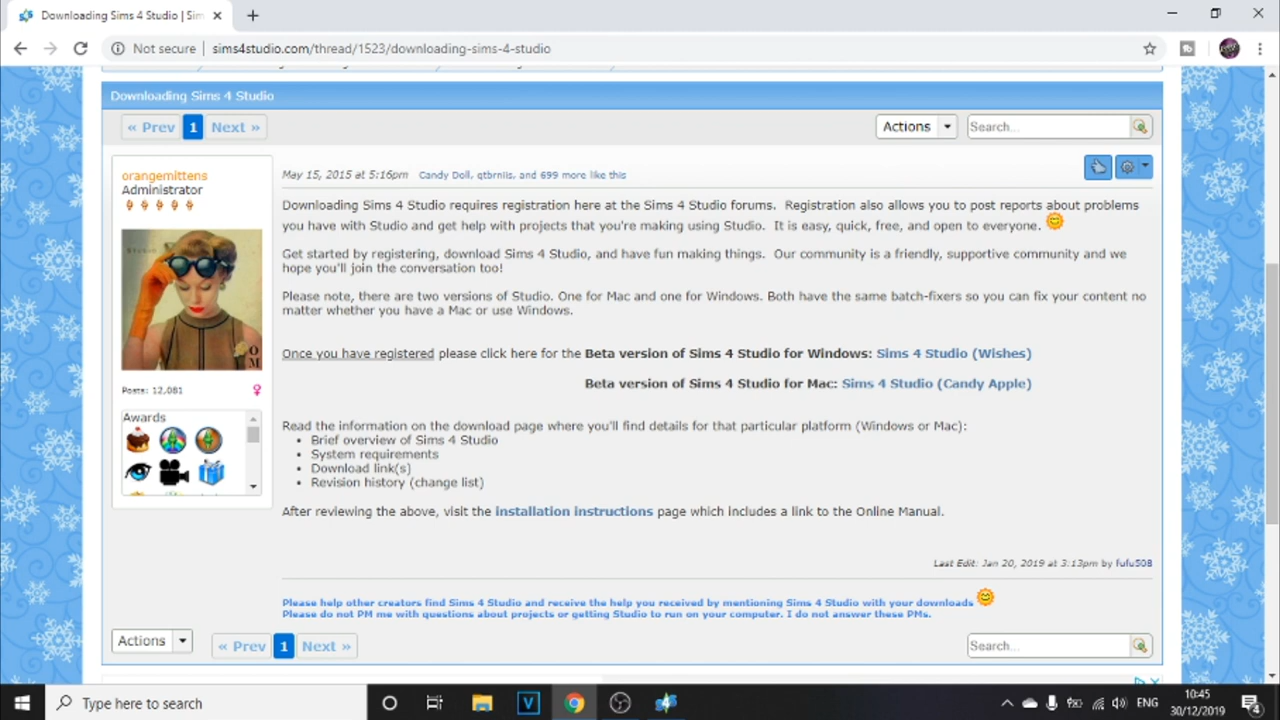 Downloading Sims 4 Studio | Sim
Not secure
sims4studio.com/thread/1523/downloading-sims-4-studio
Downloading Sims 4 Studio
« Prev 1 Next »
Actions
Search...
orangemittens
Administrator
May 15, 2015 at 5:16pm Candy Doll, qtbrniis, and 699 more like this
Downloading Sims 4 Studio requires registration here at the Sims 4 Studio forums. Registration also allows you to post reports about problems
you have with Studio and get help with projects that you're making using Studio. It is easy, quick, free, and open to everyone.
Get started by registering, download Sims 4 Studio, and have fun making things. Our community is a friendly, supportive community and we
hope you'll join the conversation too!
Please note, there are two versions of Studio. One for Mac and one for Windows. Both have the same batch-fixers so you can fix your content no
matter whether you have a Mac or use Windows.
OM
Posts: 12,081
Awards
Once you have registered please click here for the Beta version of Sims 4 Studio for Windows: Sims 4 Studio (Wishes)
Beta version of Sims 4 Studio for Mac: Sims 4 Studio (Candy Apple)
Read the information on the download page where you'll find details for that particular platform (Windows or Mac):
• Brief overview of Sims 4 Studio
• System requirements
• Download link(s)
• Revision history (change list)
After reviewing the above, visit the installation instructions page which includes a link to the Online Manual.
Last Edit: Jan 20, 2019 at 3:13pm by fufu508
Please help other creators find Sims 4 Studio and receive the help you received by mentioning Sims 4 Studio with your downloads
Please do not PM me with questions about projects or getting Studio to run on your computer. I do not answer these PMs.
Actions
« Prev 1 Next »
Search...
Type here to search
V
ENG
10:45
30/12/2019
4